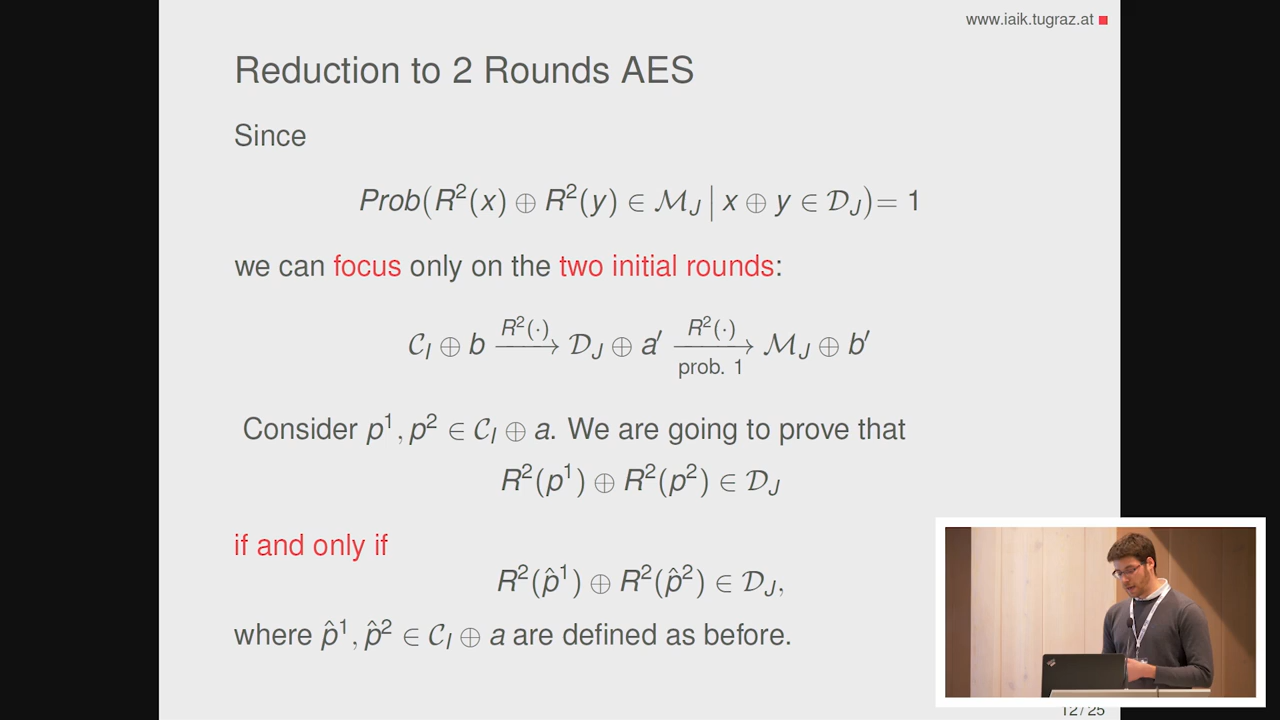 www.iaik.tugraz.at
Reduction to 2 Rounds AES
Since
Prob(R²(x) ⊕ R²(y) ∈ 𝓜_J | x ⊕ y ∈ 𝓓_J) = 1
we can focus only on the two initial rounds:
𝓒_I ⊕ b —R²(·)→ 𝓓_J ⊕ a′ —R²(·)→ prob. 1 𝓜_J ⊕ b′
Consider p¹, p² ∈ 𝓒_I ⊕ a. We are going to prove that
R²(p¹) ⊕ R²(p²) ∈ 𝓓_J
if and only if
R²(p̂¹) ⊕ R²(p̂²) ∈ 𝓓_J,
where p̂¹, p̂² ∈ 𝓒_I ⊕ a are defined as before.
12 / 25